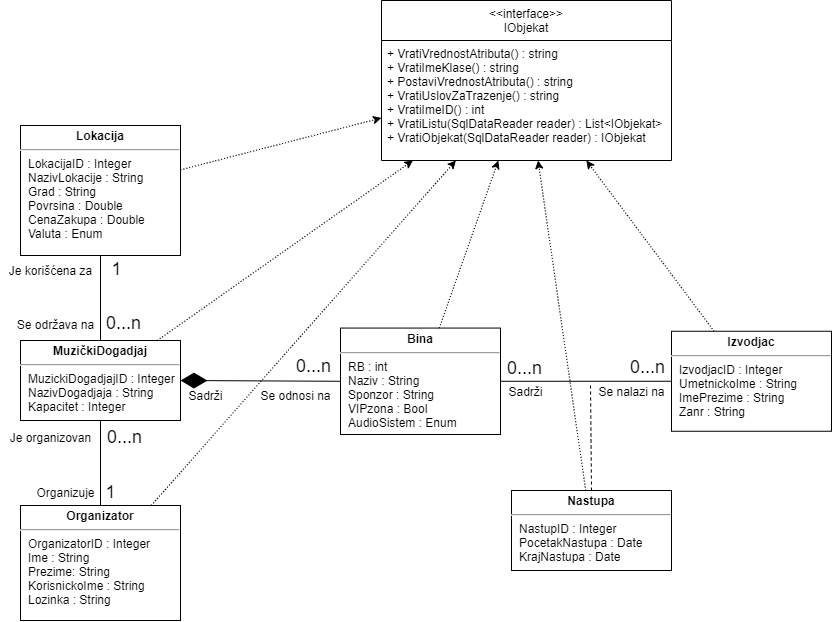 <<interface>>
IObjekat
+ VratiVrednostAtributa() : string
+ VratiImeKlase() : string
+ PostaviVrednostAtributa() : string
+ VratiUslovZaTrazenje() : string
+ VratiImeID() : int
+ VratiListu(SqlDataReader reader) : List<IObjekat>
+ VratiObjekat(SqlDataReader reader) : IObjekat
Lokacija
LokacijaID : Integer
NazivLokacije : String
Grad : String
Povrsina : Double
CenaZakupa : Double
Valuta : Enum
Je korišćena za
1
Se održava na
0...n
MuzičkiDogadjaj
MuzickiDogadjajID : Integer
NazivDogadjaja : String
Kapacitet : Integer
Sadrži
0...n
Se odnosi na
Bina
RB : int
Naziv : String
Sponzor : String
VIPzona : Bool
AudioSistem : Enum
0...n
Sadrži
0...n
Se nalazi na
Izvodjac
IzvodjacID : Integer
UmetnickoIme : String
ImePrezime : String
Zanr : String
Je organizovan
0...n
Organizuje
1
Organizator
OrganizatorID : Integer
Ime : String
Prezime: String
KorisnickoIme : String
Lozinka : String
Nastupa
NastupID : Integer
PocetakNastupa : Date
KrajNastupa : Date